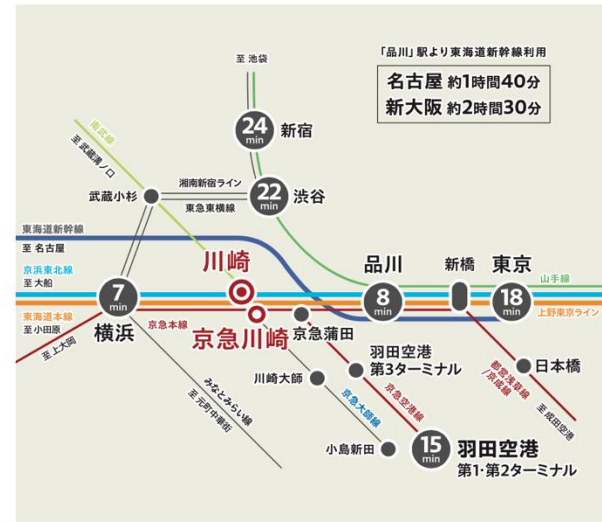 「品川」駅より東海道新幹線利用
名古屋 約1時間40分
新大阪 約2時間30分
至 池袋
24 min 新宿
南武線
至 武蔵溝ノ口
武蔵小杉
湘南新宿ライン
東急東横線
22 min 渋谷
東海道新幹線
至 名古屋
京浜東北線
至 大船
7 min
横浜
川崎
品川
8 min
新橋
東京
18 min
山手線
上野東京ライン
東海道本線
至 小田原
至 上大岡
京急本線
京急川崎
京急蒲田
羽田空港
第3ターミナル
都営浅草線
/京成線
日本橋
至 成田空港
みなとみらい線
至 元町中華街
川崎大師
京急大師線
京急空港線
小島新田
15 min
羽田空港
第1・第2ターミナル